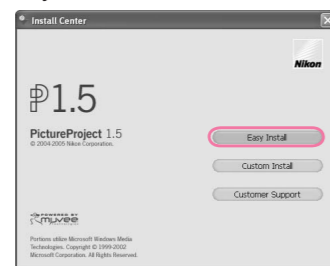 Install Center
Nikon
P1.5
PictureProject 1.5
© 2004-2005 Nikon Corporation.
Easy Install
Custom Install
Customer Support
POWERED BY
muvee
Portions utilize Microsoft Windows Media
Technologies. Copyright © 1999-2002
Microsoft Corporation. All Rights Reserved.